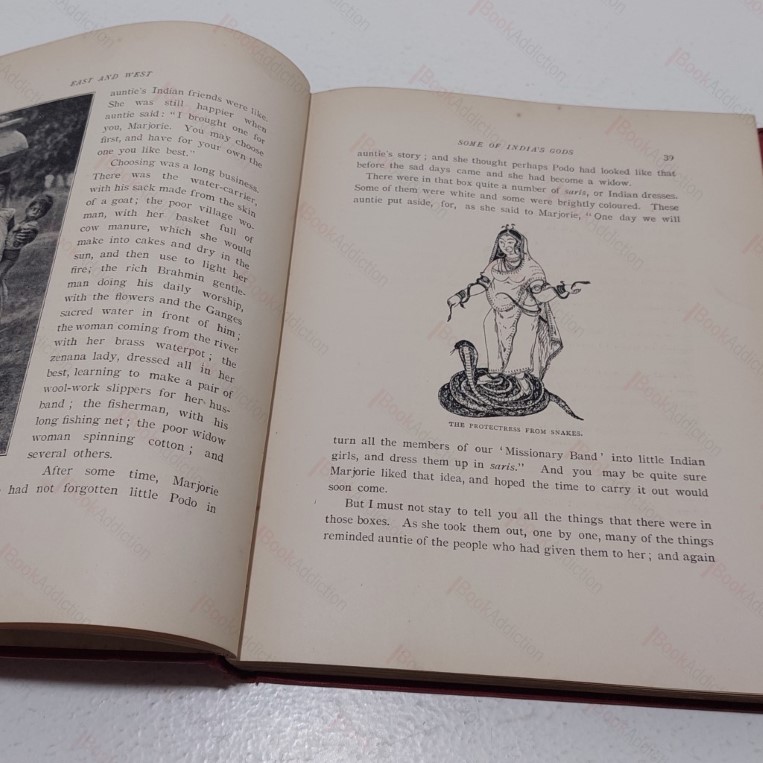 EAST AND WEST
auntie's Indian friends were like.
She was still happier when
auntie said: "I brought one for
you, Marjorie. You may choose
first, and have for your own the
one you like best."
Choosing was a long business.
There was the water-carrier,
with his sack made from the skin
of a goat; the poor village wo-
man, with her basket full of
cow manure, which she would
make into cakes and dry in the
sun, and then use to light her
fire; the rich Brahmin gentle-
man doing his daily worship,
with the flowers and the Ganges
sacred water in front of him;
the woman coming from the river
with her brass waterpot; the
zenana lady, dressed all in her
best, learning to make a pair of
wool-work slippers for her hus-
band; the fisherman, with his
long fishing net; the poor widow
woman spinning cotton; and
several others.
After some time, Marjorie
had not forgotten little Podo in
SOME OF INDIA'S GODS 39
auntie's story; and she thought perhaps Podo had looked like that
before the sad days came and she had become a widow.
There were in that box quite a number of saris, or Indian dresses.
Some of them were white and some were brightly coloured. These
auntie put aside, for, as she said to Marjorie, "One day we will
THE PROTECTRESS FROM SNAKES.
turn all the members of our 'Missionary Band' into little Indian
girls, and dress them up in saris." And you may be quite sure
Marjorie liked that idea, and hoped the time to carry it out would
soon come.
But I must not stay to tell you all the things that there were in
those boxes. As she took them out, one by one, many of the things
reminded auntie of the people who had given them to her; and again
BookAddiction